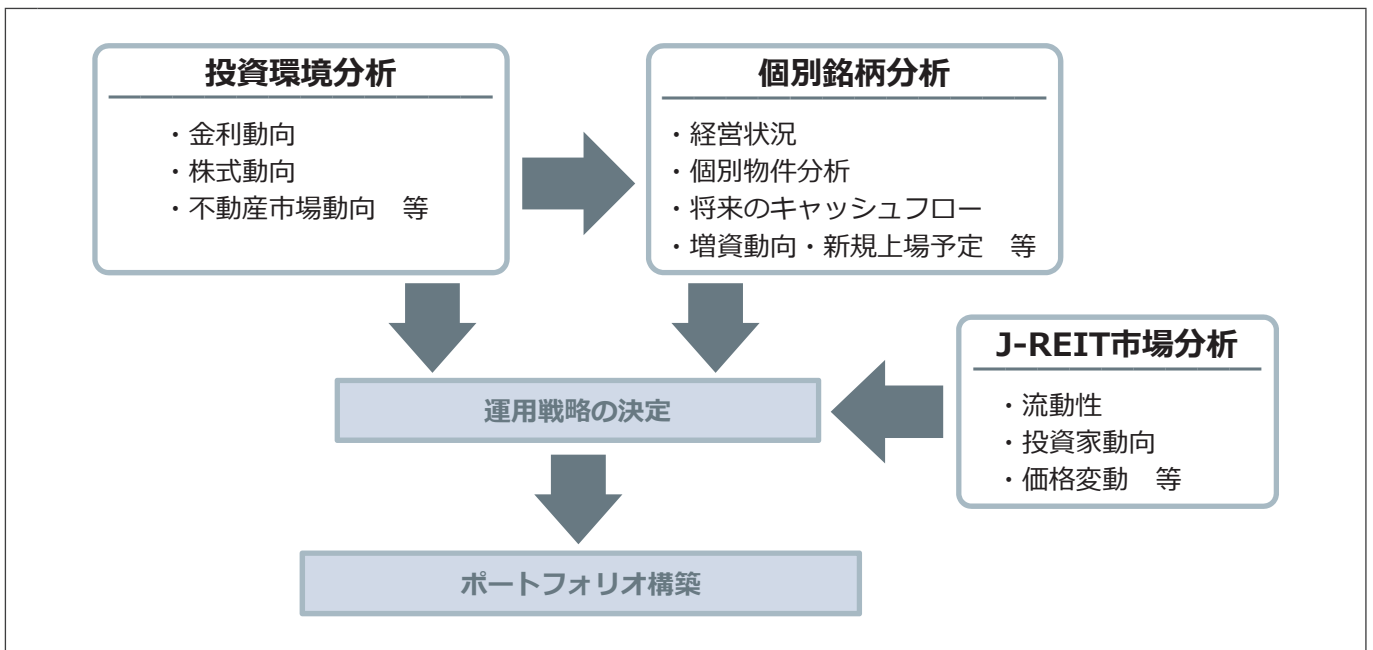 投資環境分析
・金利動向
・株式動向
・不動産市場動向　等
個別銘柄分析
・経営状況
・個別物件分析
・将来のキャッシュフロー
・増資動向・新規上場予定　等
J-REIT市場分析
・流動性
・投資家動向
・価格変動　等
運用戦略の決定
ポートフォリオ構築